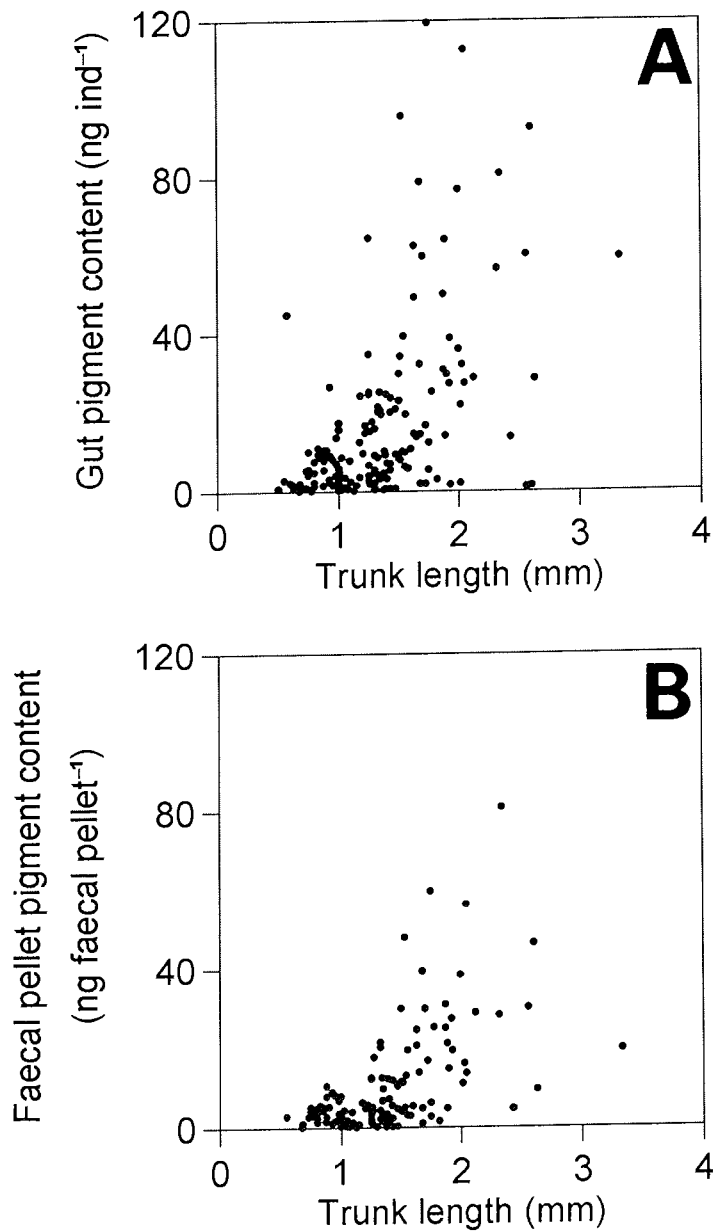 A
Gut pigment content (ng ind⁻¹)
120
80
40
0
0 1 2 3 4
Trunk length (mm)
B
Faecal pellet pigment content
(ng faecal pellet⁻¹)
120
80
40
0
0 1 2 3 4
Trunk length (mm)